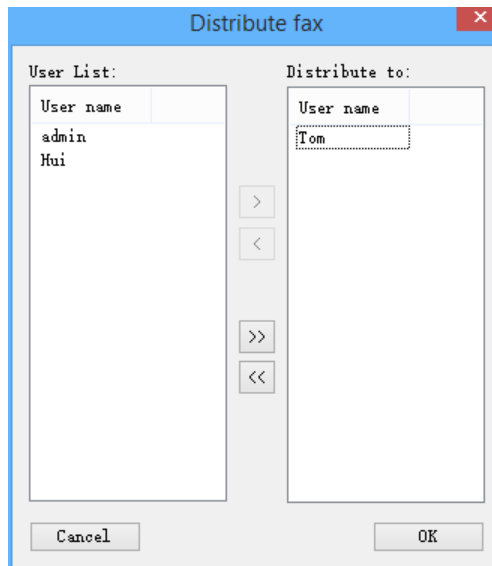 Distribute fax
User List:
Distribute to:
User name
User name
admin
Tom
Hui
>
<
>>
<<
Cancel
OK